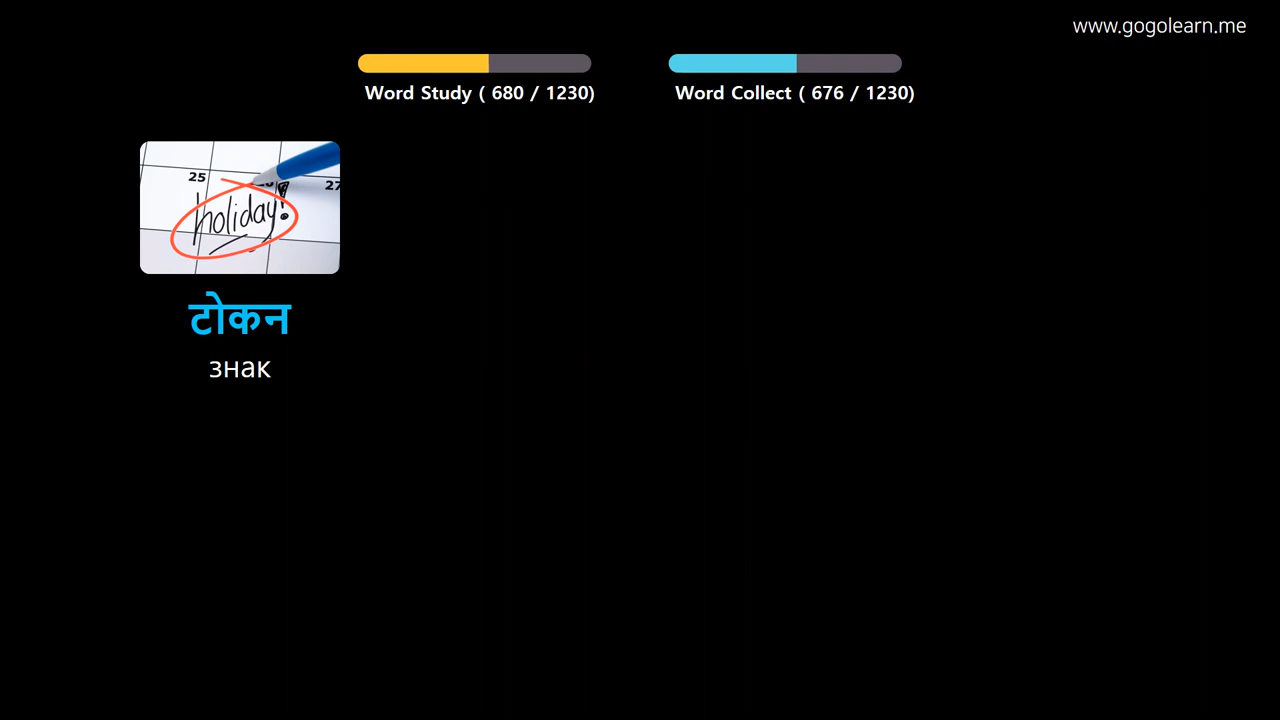 www.gogolearn.me
Word Study ( 680 / 1230)
Word Collect ( 676 / 1230)
25
27
holiday!
टोकन
знак